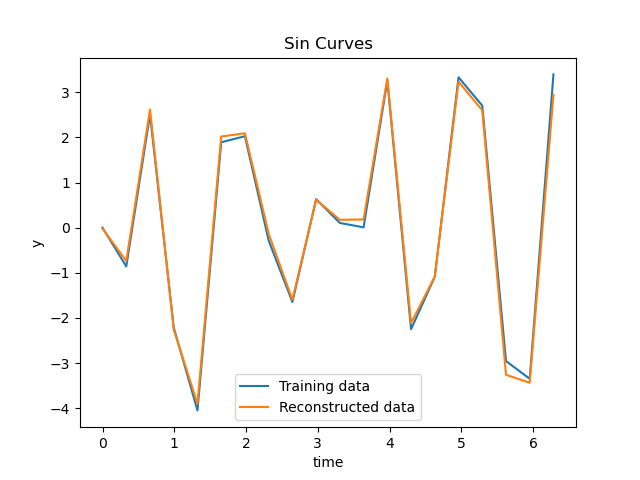 Sin Curves
3
2
1
0
−1
−2
−3
−4
y
Training data
Reconstructed data
0 1 2 3 4 5 6
time